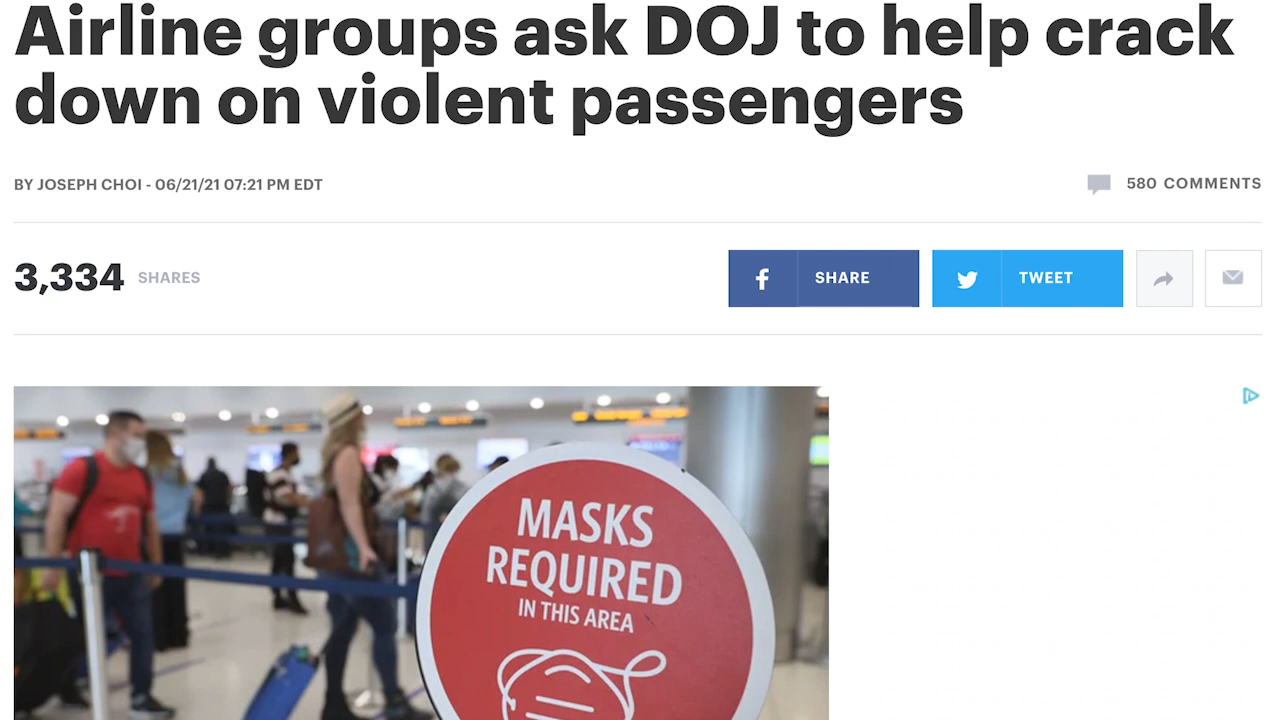 Airline groups ask DOJ to help crack
down on violent passengers
BY JOSEPH CHOI - 06/21/21 07:21 PM EDT
580 COMMENTS
3,334 SHARES
SHARE
TWEET
MASKS
REQUIRED
IN THIS AREA